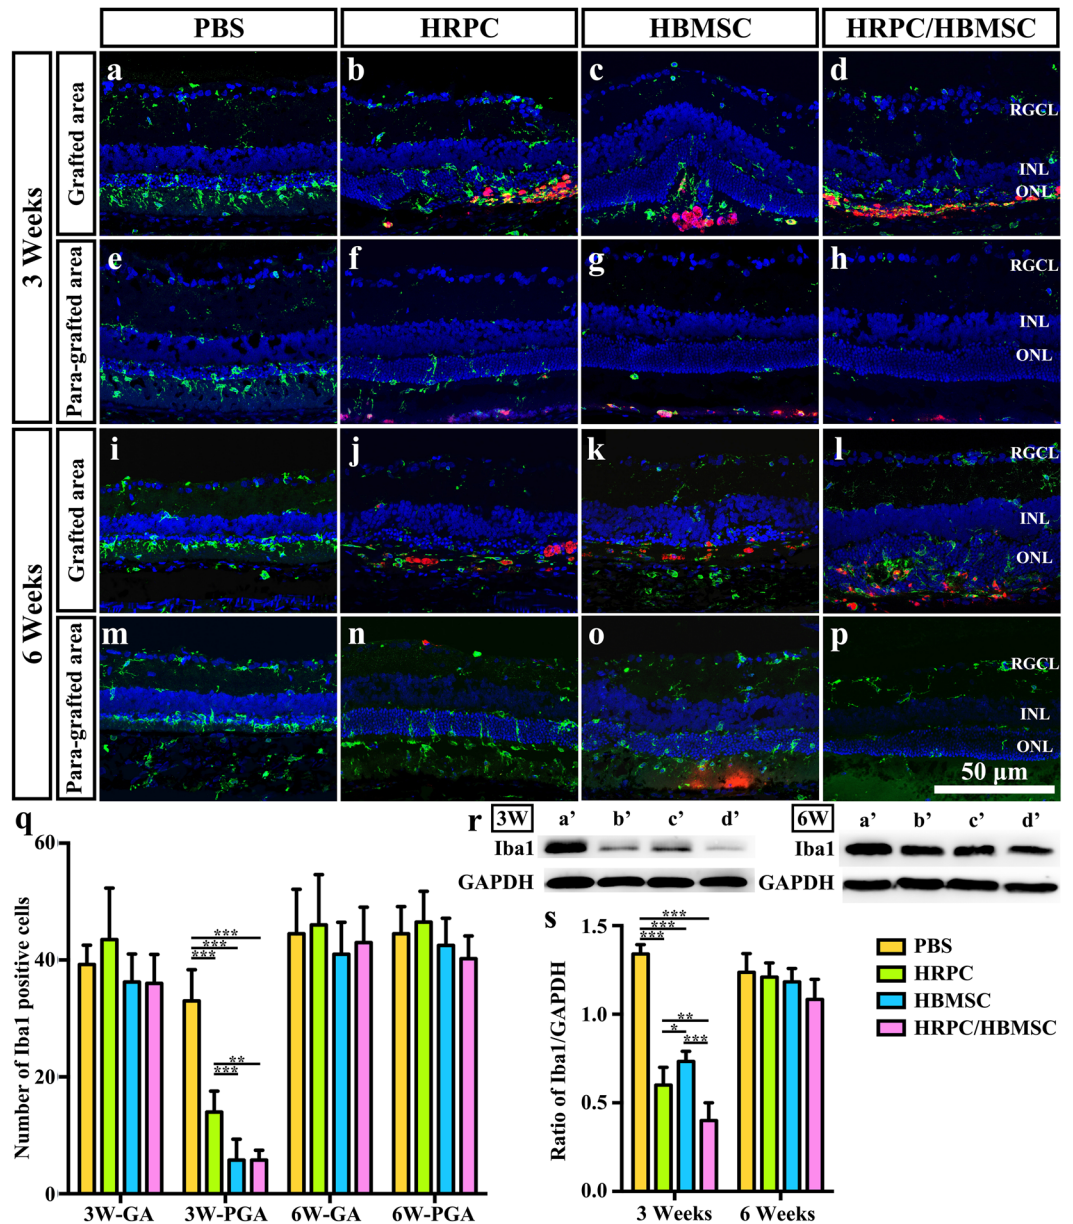 PBS HRPC HBMSC HRPC/HBMSC
3 Weeks
Grafted area
a b c d
RGCL
INL
ONL
Para-grafted area
e f g h
RGCL
INL
ONL
6 Weeks
Grafted area
i j k l
RGCL
INL
ONL
Para-grafted area
m n o p
RGCL
INL
ONL
50 μm
q
Number of Iba1 positive cells
60
40
20
0
***
***
***
**
***
3W-GA 3W-PGA 6W-GA 6W-PGA
r 3W a’ b’ c’ d’
Iba1
GAPDH
6W a’ b’ c’ d’
Iba1
GAPDH
s
Ratio of Iba1/GAPDH
1.5
1.0
0.5
0.0
***
***
***
**
*
***
3 Weeks 6 Weeks
PBS
HRPC
HBMSC
HRPC/HBMSC